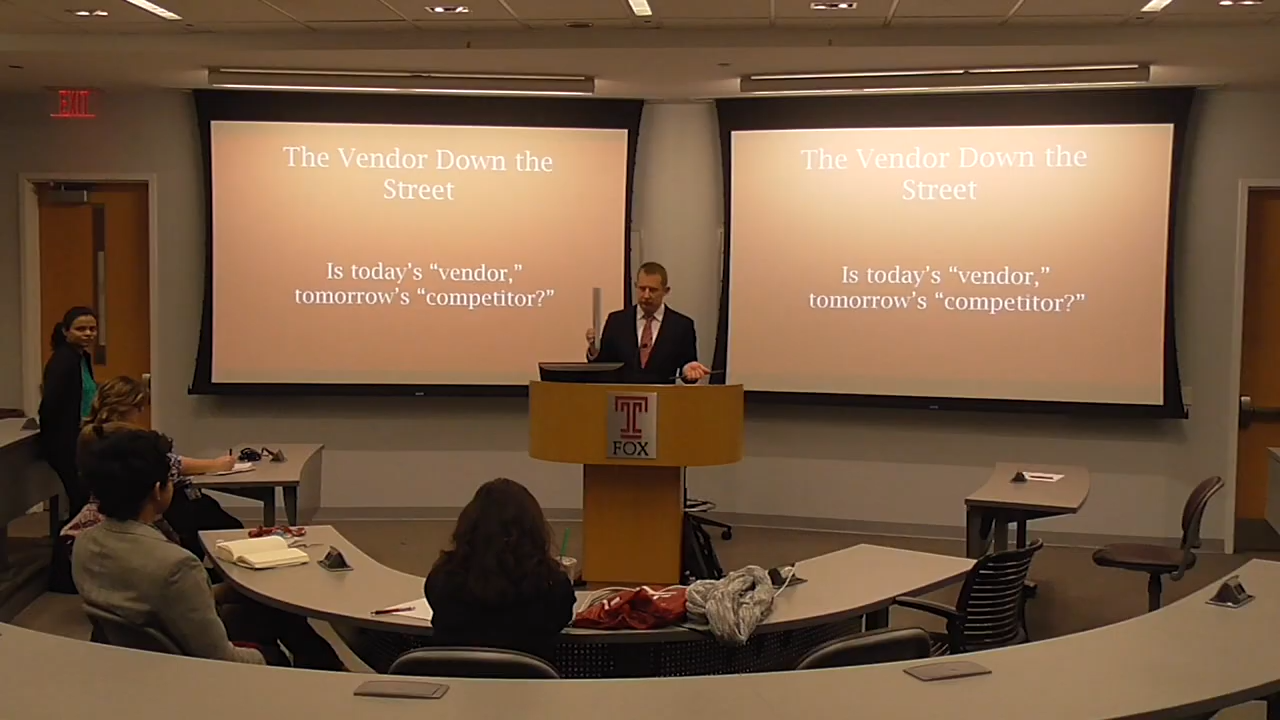 EXIT
The Vendor Down the
Street
Is today's “vendor,”
tomorrow's “competitor?”
The Vendor Down the
Street
Is today's “vendor,”
tomorrow's “competitor?”
T
FOX